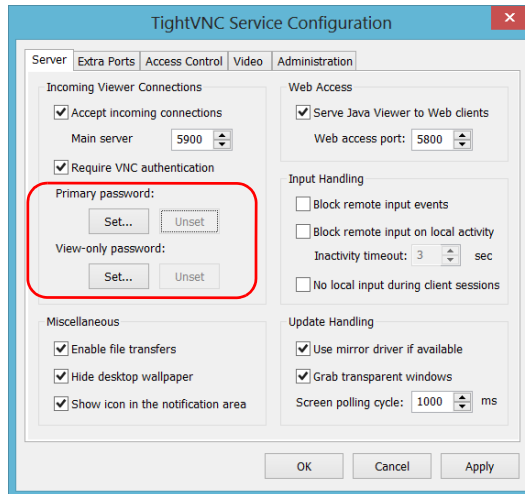 TightVNC Service Configuration
Server Extra Ports Access Control Video Administration
Incoming Viewer Connections
Accept incoming connections
Main server 5900
Require VNC authentication
Primary password:
Set... Unset
View-only password:
Set... Unset
Web Access
Serve Java Viewer to Web clients
Web access port: 5800
Input Handling
Block remote input events
Block remote input on local activity
Inactivity timeout: 3 sec
No local input during client sessions
Miscellaneous
Enable file transfers
Hide desktop wallpaper
Show icon in the notification area
Update Handling
Use mirror driver if available
Grab transparent windows
Screen polling cycle: 1000 ms
OK Cancel Apply